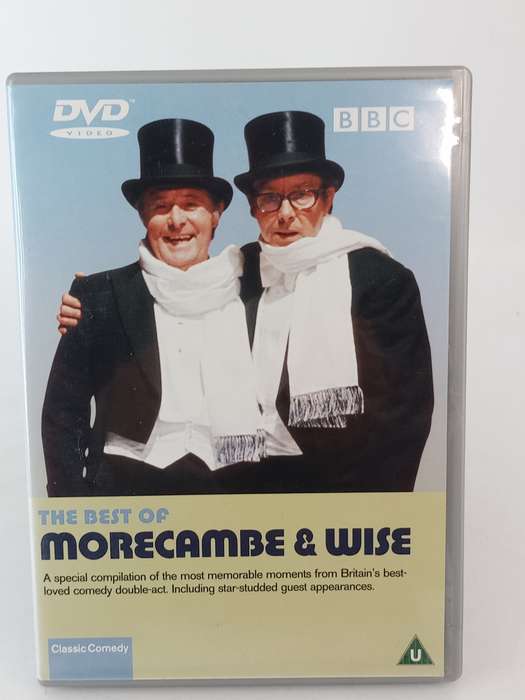 DVD
VIDEO
BBC
THE BEST OF
MORECAMBE & WISE
A special compilation of the most memorable moments from Britain's best-
loved comedy double-act. Including star-studded guest appearances.
Classic Comedy
U